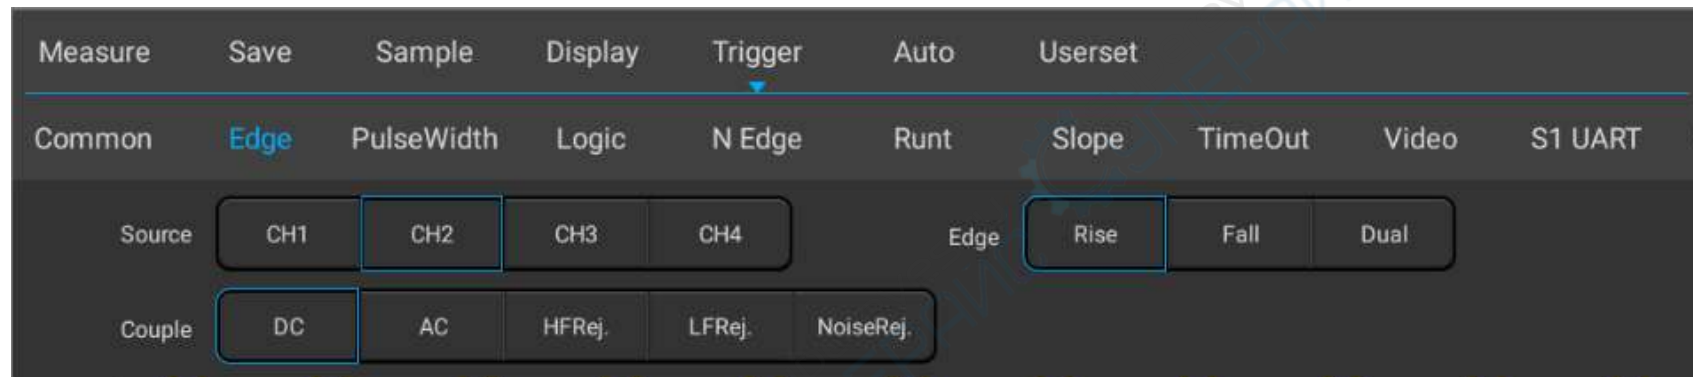 Measure Save Sample Display Trigger Auto Userset
Common Edge PulseWidth Logic N Edge Runt Slope TimeOut Video S1 UART
Source CH1 CH2 CH3 CH4 Edge Rise Fall Dual
Couple DC AC HFRej. LFRej. NoiseRej.